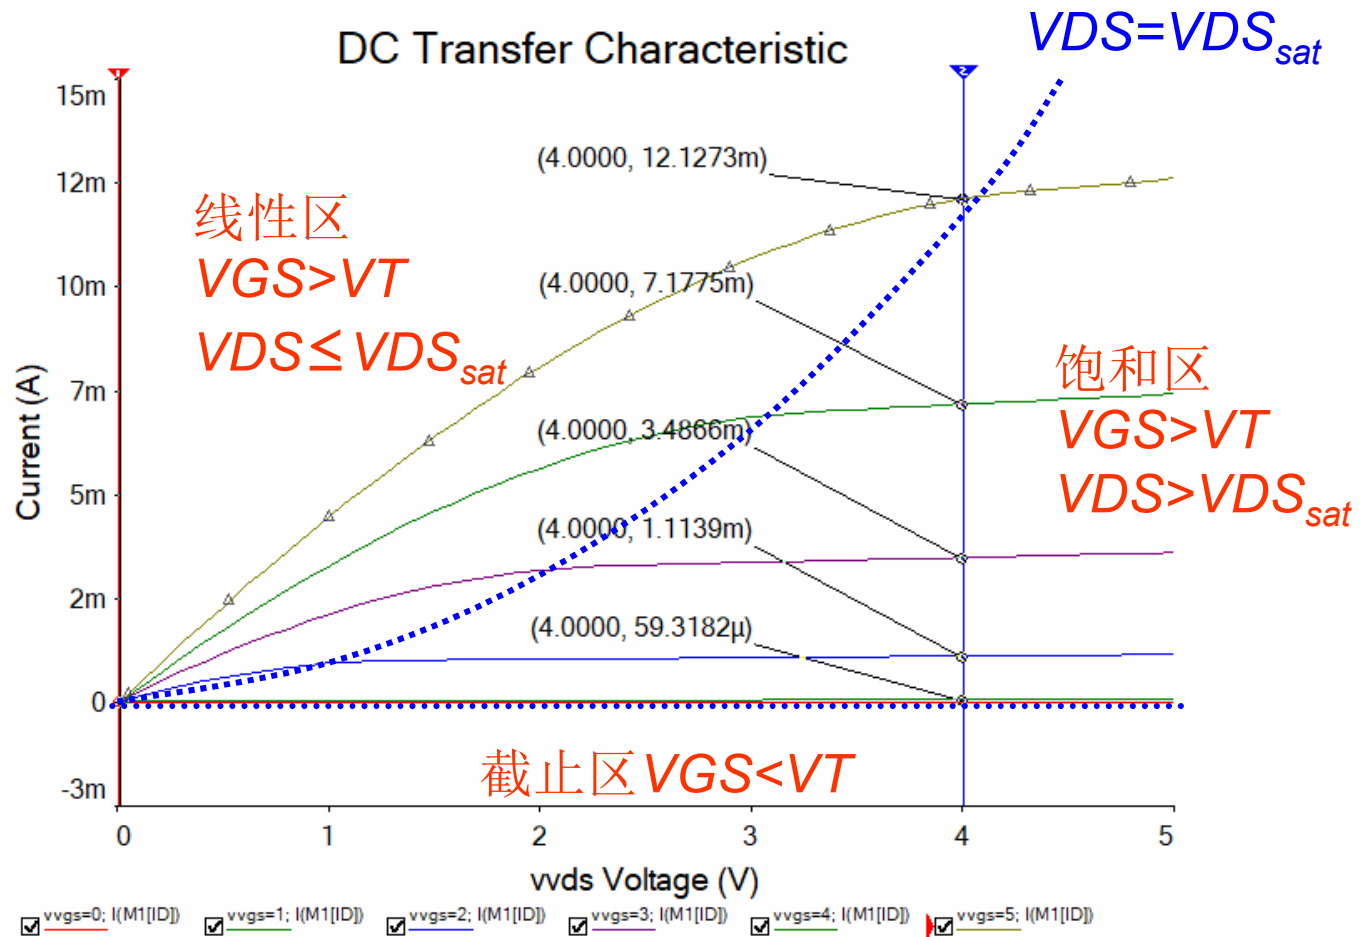 DC Transfer Characteristic
VDS=VDSsat
1
2
15m
12m
10m
7m
5m
2m
0
-3m
Current (A)
(4.0000, 12.1273m)
线性区
VGS>VT
VDS≤VDSsat
(4.0000, 7.1775m)
饱和区
VGS>VT
VDS>VDSsat
(4.0000, 3.4866m)
(4.0000, 1.1139m)
(4.0000, 59.3182µ)
截止区VGS<VT
0 1 2 3 4 5
vvds Voltage (V)
vvgs=0; I(M1[ID]) vvgs=1; I(M1[ID]) vvgs=2; I(M1[ID]) vvgs=3; I(M1[ID]) vvgs=4; I(M1[ID]) vvgs=5; I(M1[ID])